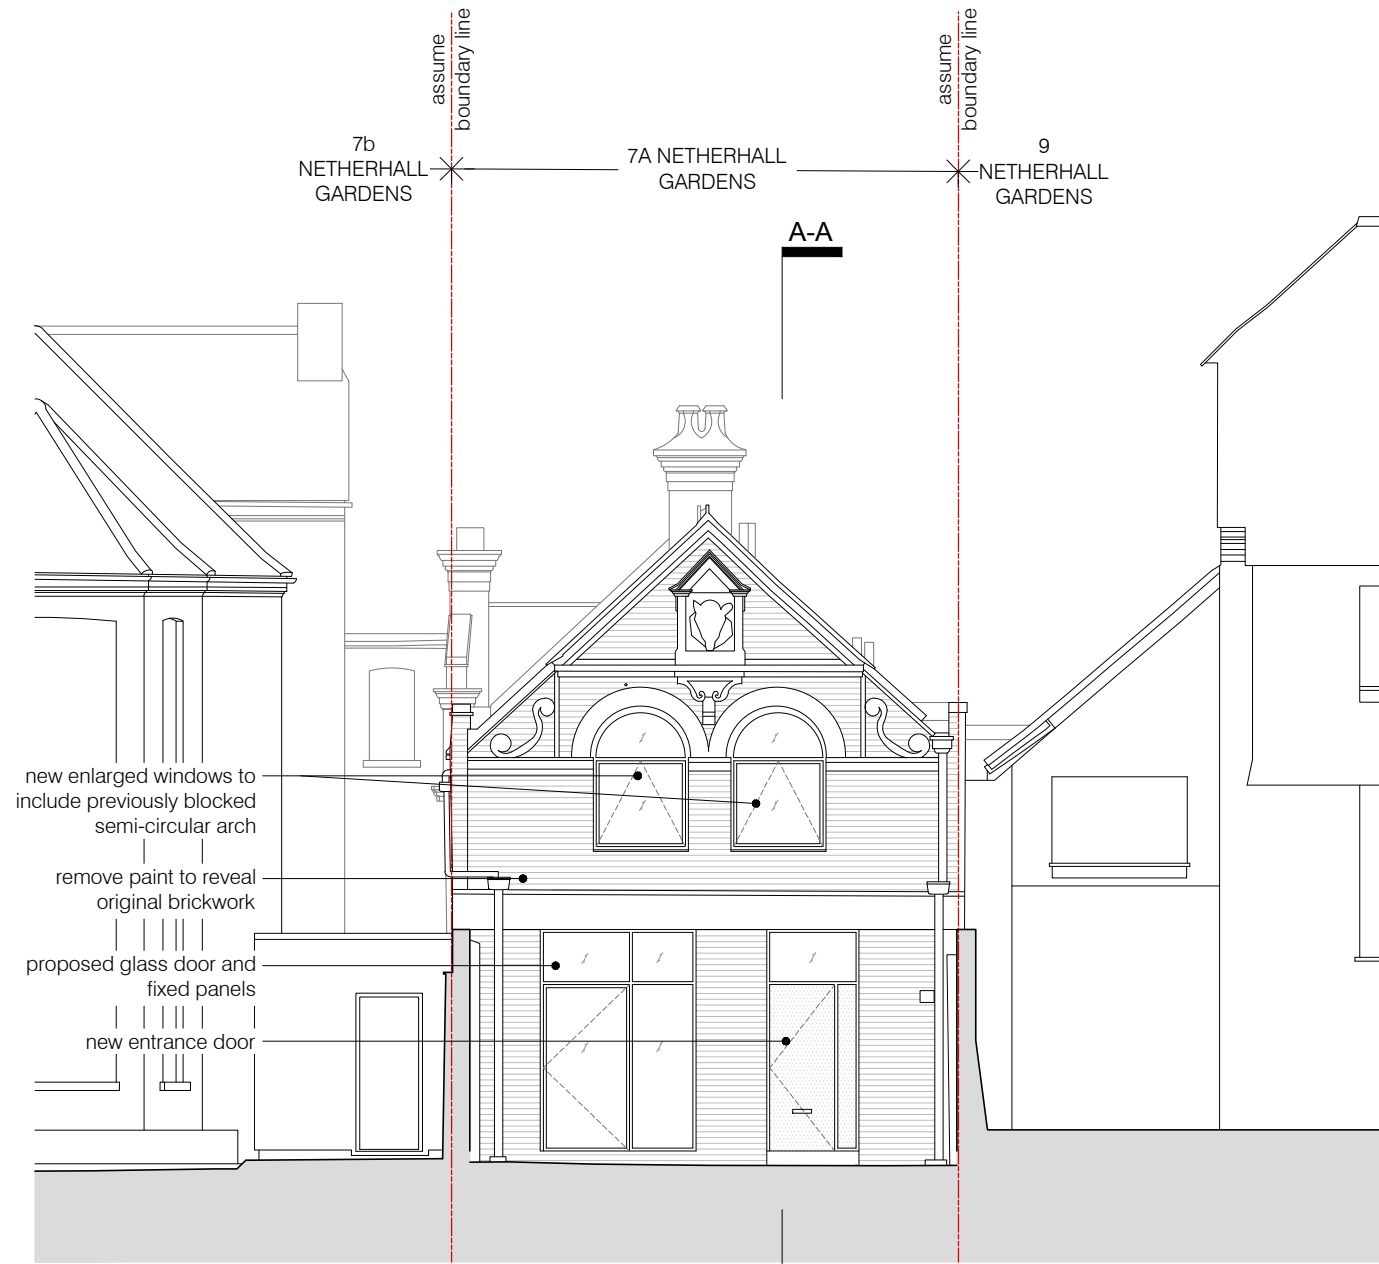 assume
boundary line
assume
boundary line
7b
NETHERHALL
GARDENS
7A NETHERHALL
GARDENS
9
NETHERHALL
GARDENS
A-A
new enlarged windows to
include previously blocked
semi-circular arch
remove paint to reveal
original brickwork
proposed glass door and
fixed panels
new entrance door